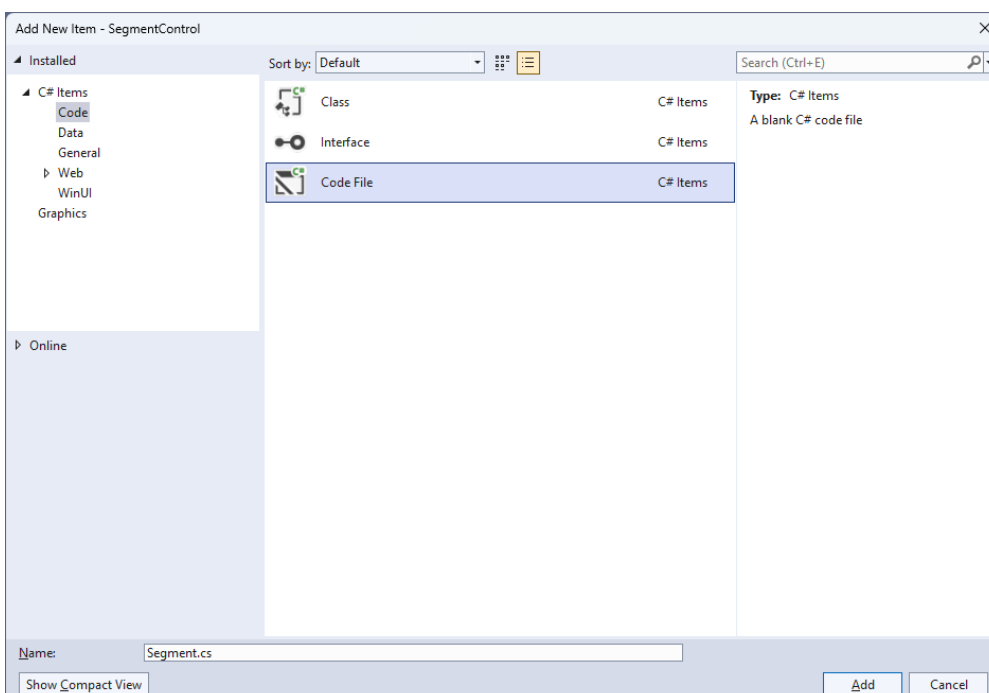 Add New Item - SegmentControl
Installed
Sort by: Default
Search (Ctrl+E)
C# Items
Code
Data
General
Web
WinUI
Graphics
Online
Class C# Items
Interface C# Items
Code File C# Items
Type: C# Items
A blank C# code file
Name: Segment.cs
Show Compact View
Add
Cancel